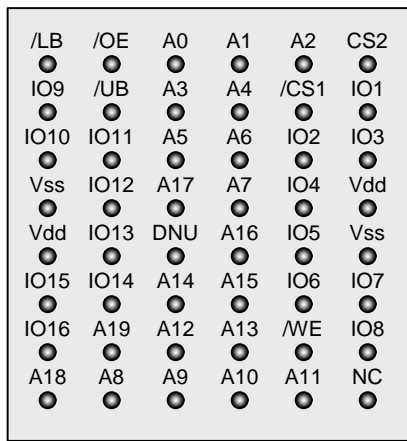 /LB /OE A0 A1 A2 CS2
IO9 /UB A3 A4 /CS1 IO1
IO10 IO11 A5 A6 IO2 IO3
Vss IO12 A17 A7 IO4 Vdd
Vdd IO13 DNU A16 IO5 Vss
IO15 IO14 A14 A15 IO6 IO7
IO16 A19 A12 A13 /WE IO8
A18 A8 A9 A10 A11 NC